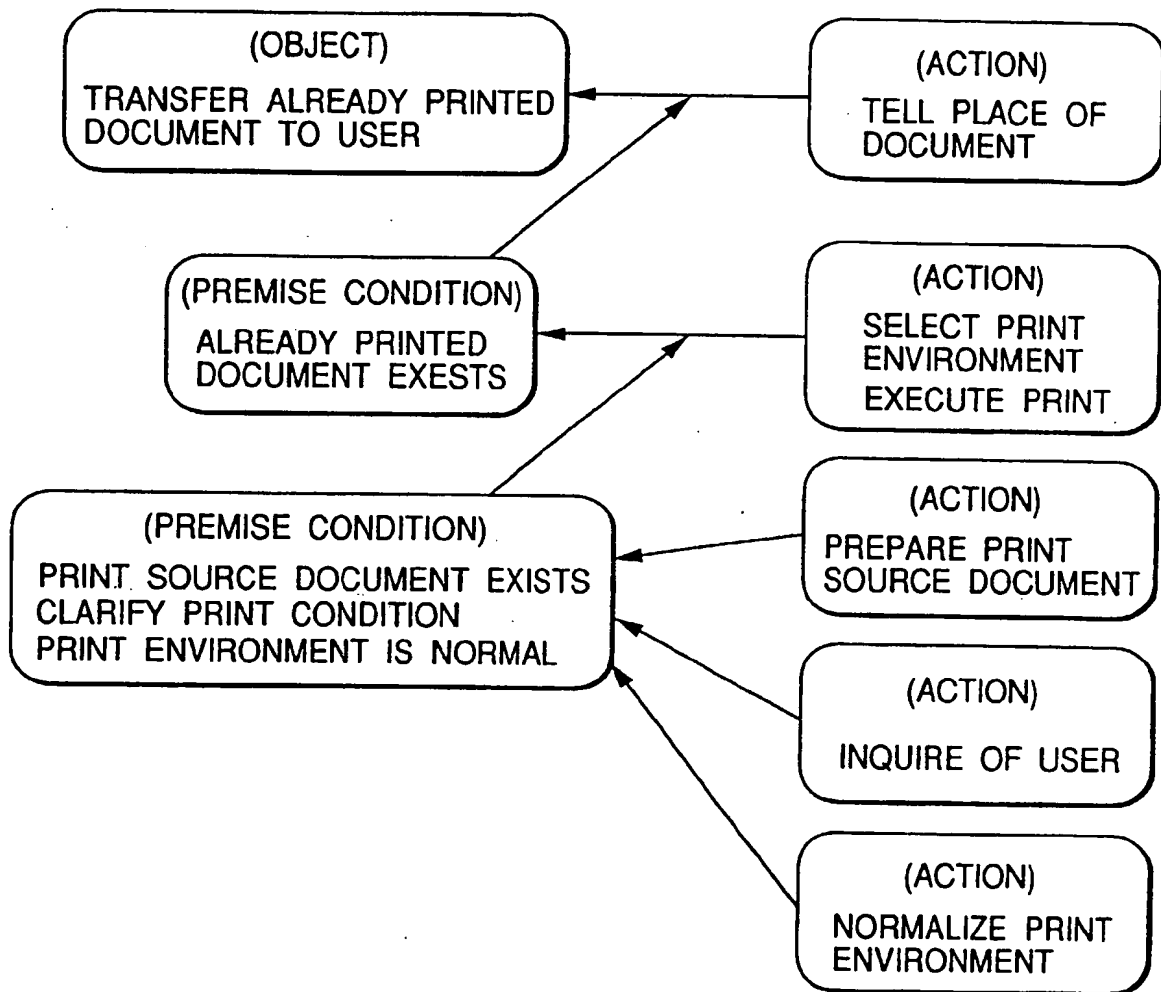 (OBJECT)
TRANSFER ALREADY PRINTED
DOCUMENT TO USER
(ACTION)
TELL PLACE OF
DOCUMENT
(PREMISE CONDITION)
ALREADY PRINTED
DOCUMENT EXESTS
(ACTION)
SELECT PRINT
ENVIRONMENT
EXECUTE PRINT
(PREMISE CONDITION)
PRINT SOURCE DOCUMENT EXISTS
CLARIFY PRINT CONDITION
PRINT ENVIRONMENT IS NORMAL
(ACTION)
PREPARE PRINT
SOURCE DOCUMENT
(ACTION)
INQUIRE OF USER
(ACTION)
NORMALIZE PRINT
ENVIRONMENT